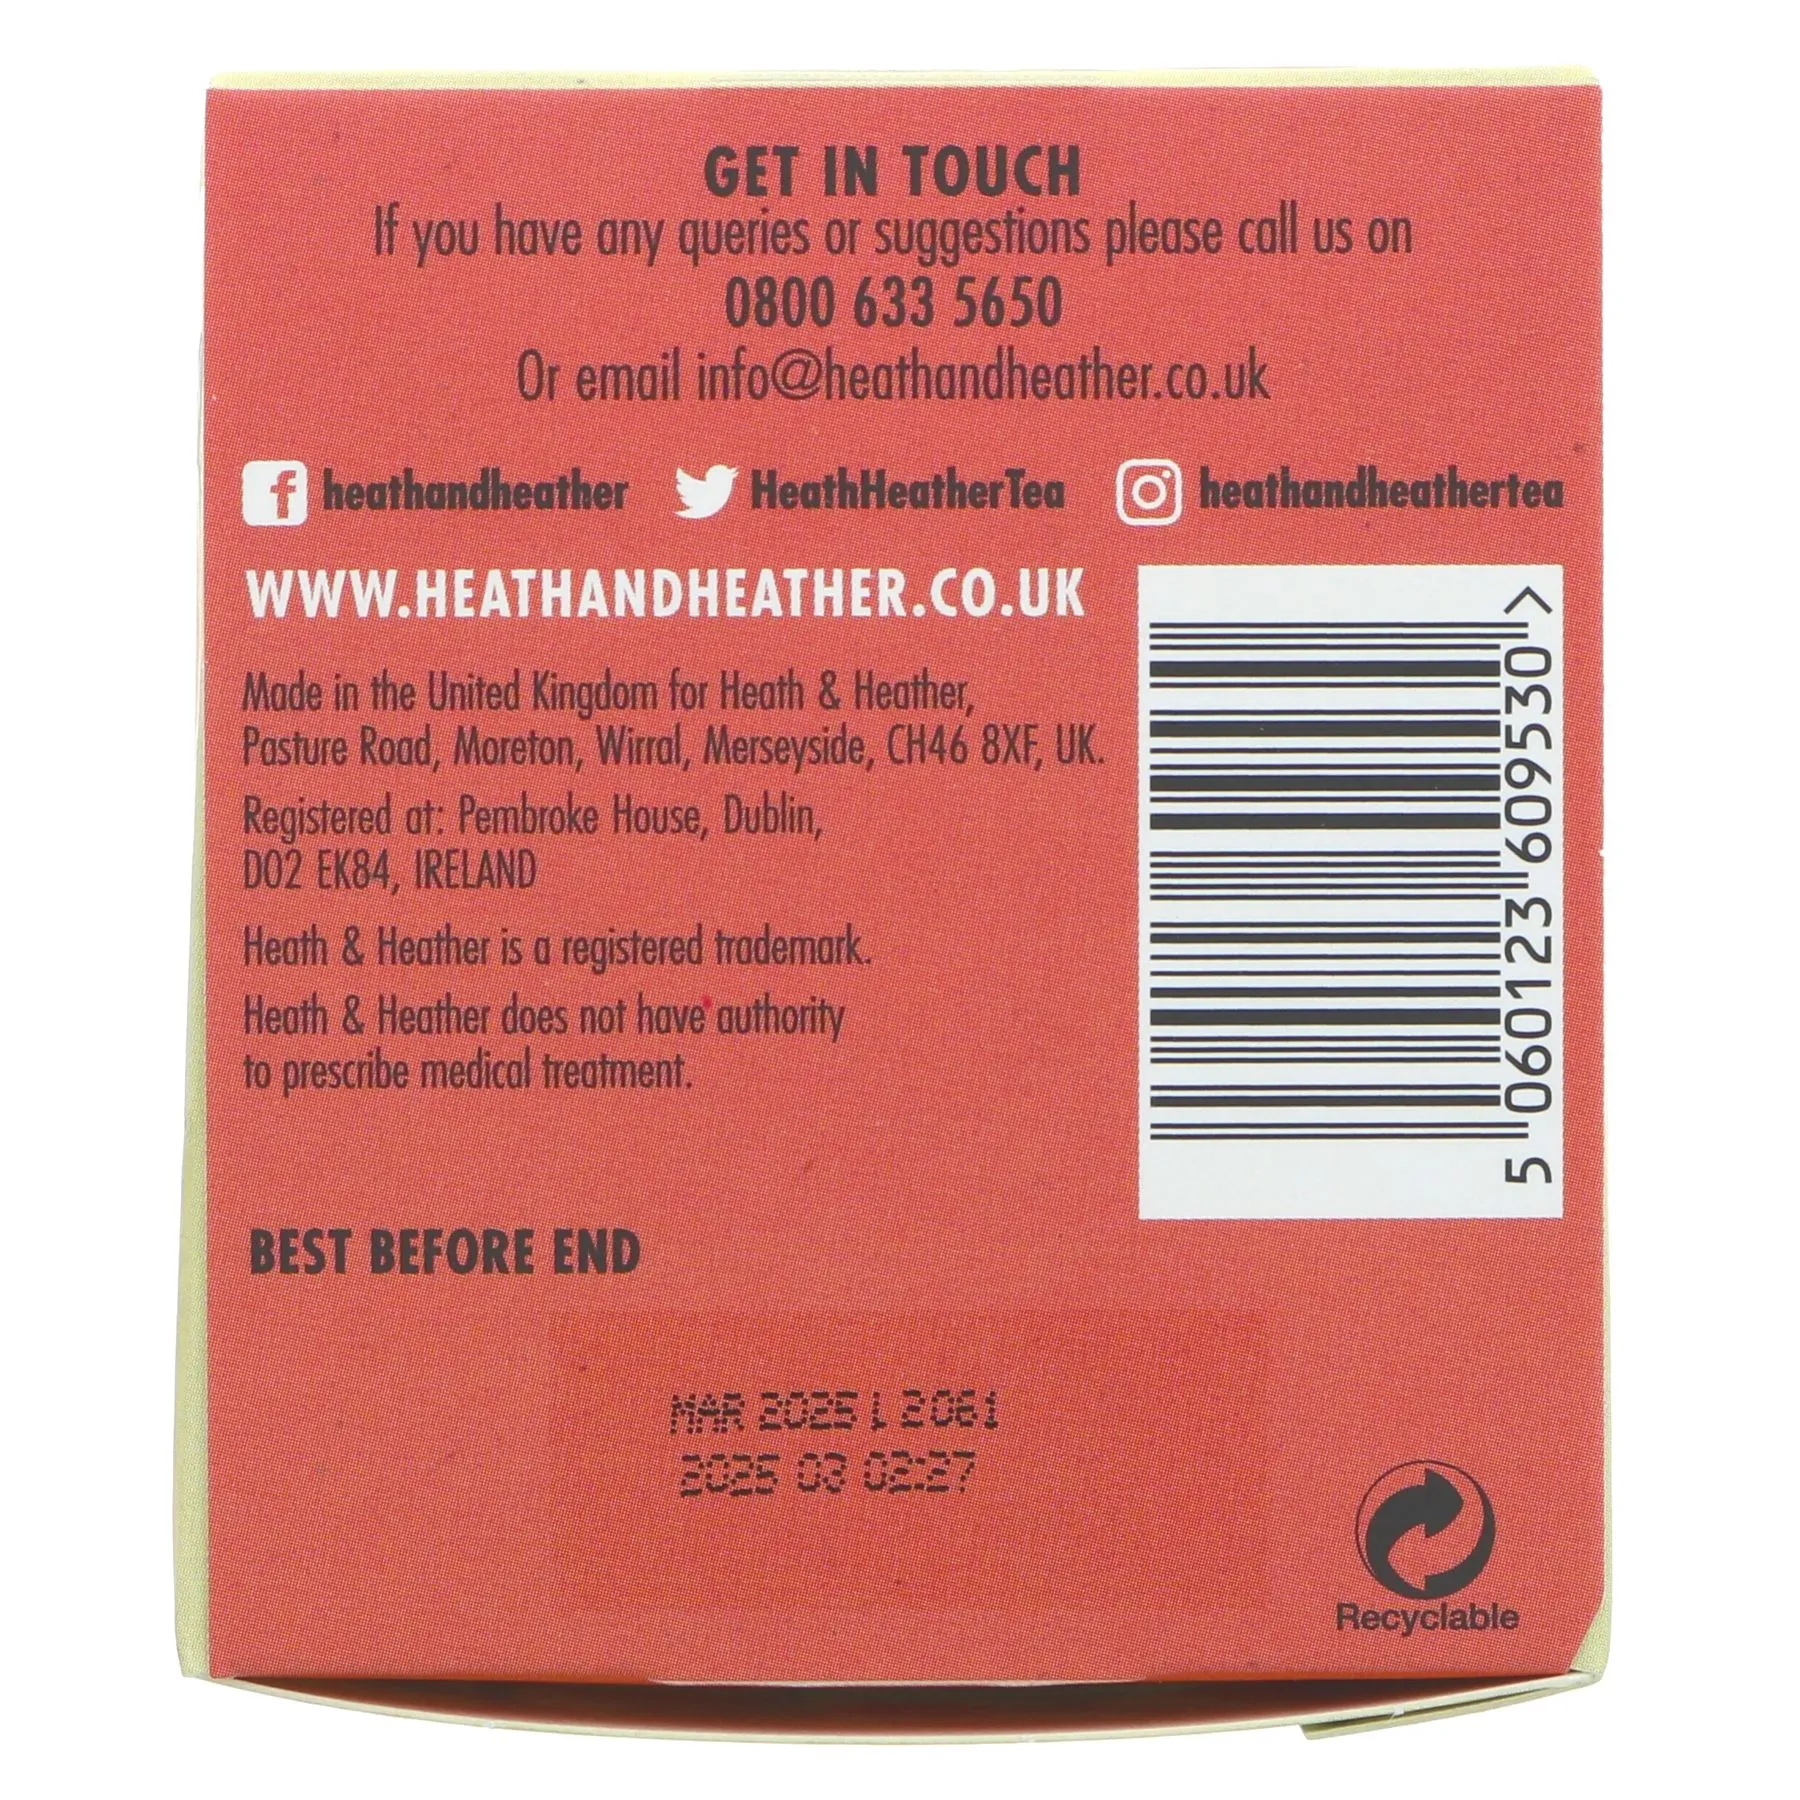 GET IN TOUCH
If you have any queries or suggestions please call us on
0800 633 5650
Or email info@heathandheather.co.uk
heathandheather
HeathHeatherTea
heathandheathertea
WWW.HEATHANDHEATHER.CO.UK
Made in the United Kingdom for Heath & Heather,
Pasture Road, Moreton, Wirral, Merseyside, CH46 8XF, UK.
Registered at: Pembroke House, Dublin,
D02 EK84, IRELAND
Heath & Heather is a registered trademark.
Heath & Heather does not have authority
to prescribe medical treatment.
5 060123 609530 >
BEST BEFORE END
MAR 2025 L 2061
2025 03 02:27
Recyclable